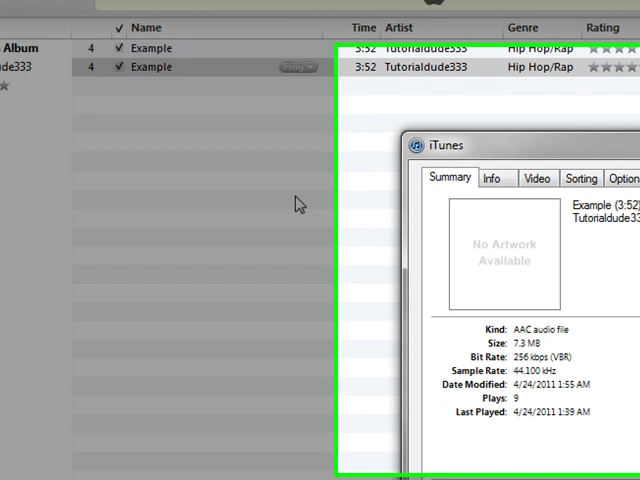 ✓ Name Time Artist Genre Rating
Album 4 ✓ Example 3:52 Tutorialdude333 Hip Hop/Rap ★★★★
ude333 4 ✓ Example Ping 3:52 Tutorialdude333 Hip Hop/Rap ★★★★
★
iTunes
Summary Info Video Sorting Option
Example (3:52)
Tutorialdude33
No Artwork
Available
Kind: AAC audio file
Size: 7.3 MB
Bit Rate: 256 kbps (VBR)
Sample Rate: 44.100 kHz
Date Modified: 4/24/2011 1:55 AM
Plays: 9
Last Played: 4/24/2011 1:39 AM